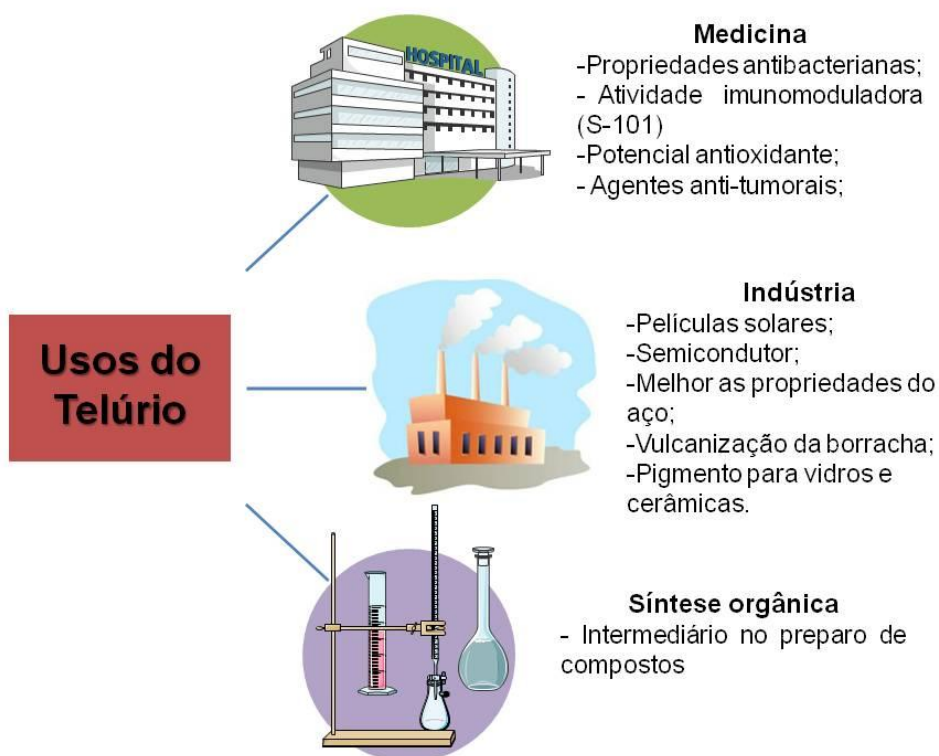 HOSPITAL
Medicina
-Propriedades antibacterianas;
- Atividade imunomoduladora
(S-101)
-Potencial antioxidante;
- Agentes anti-tumorais;
Usos do
Telúrio
Indústria
-Películas solares;
-Semicondutor;
-Melhor as propriedades do
aço;
-Vulcanização da borracha;
-Pigmento para vidros e
cerâmicas.
Síntese orgânica
- Intermediário no preparo de
compostos